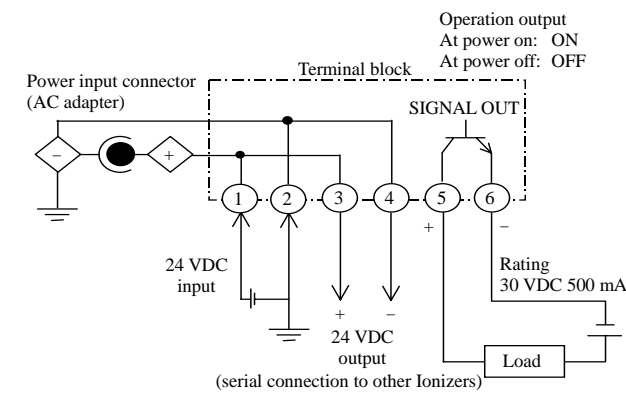 Operation output
At power on: ON
At power off: OFF
Terminal block
Power input connector
(AC adapter)
SIGNAL OUT
− +
1 2 3 4 5 6
+ −
24 VDC
input
Rating
30 VDC 500 mA
+ −
24 VDC
output
Load
(serial connection to other Ionizers)